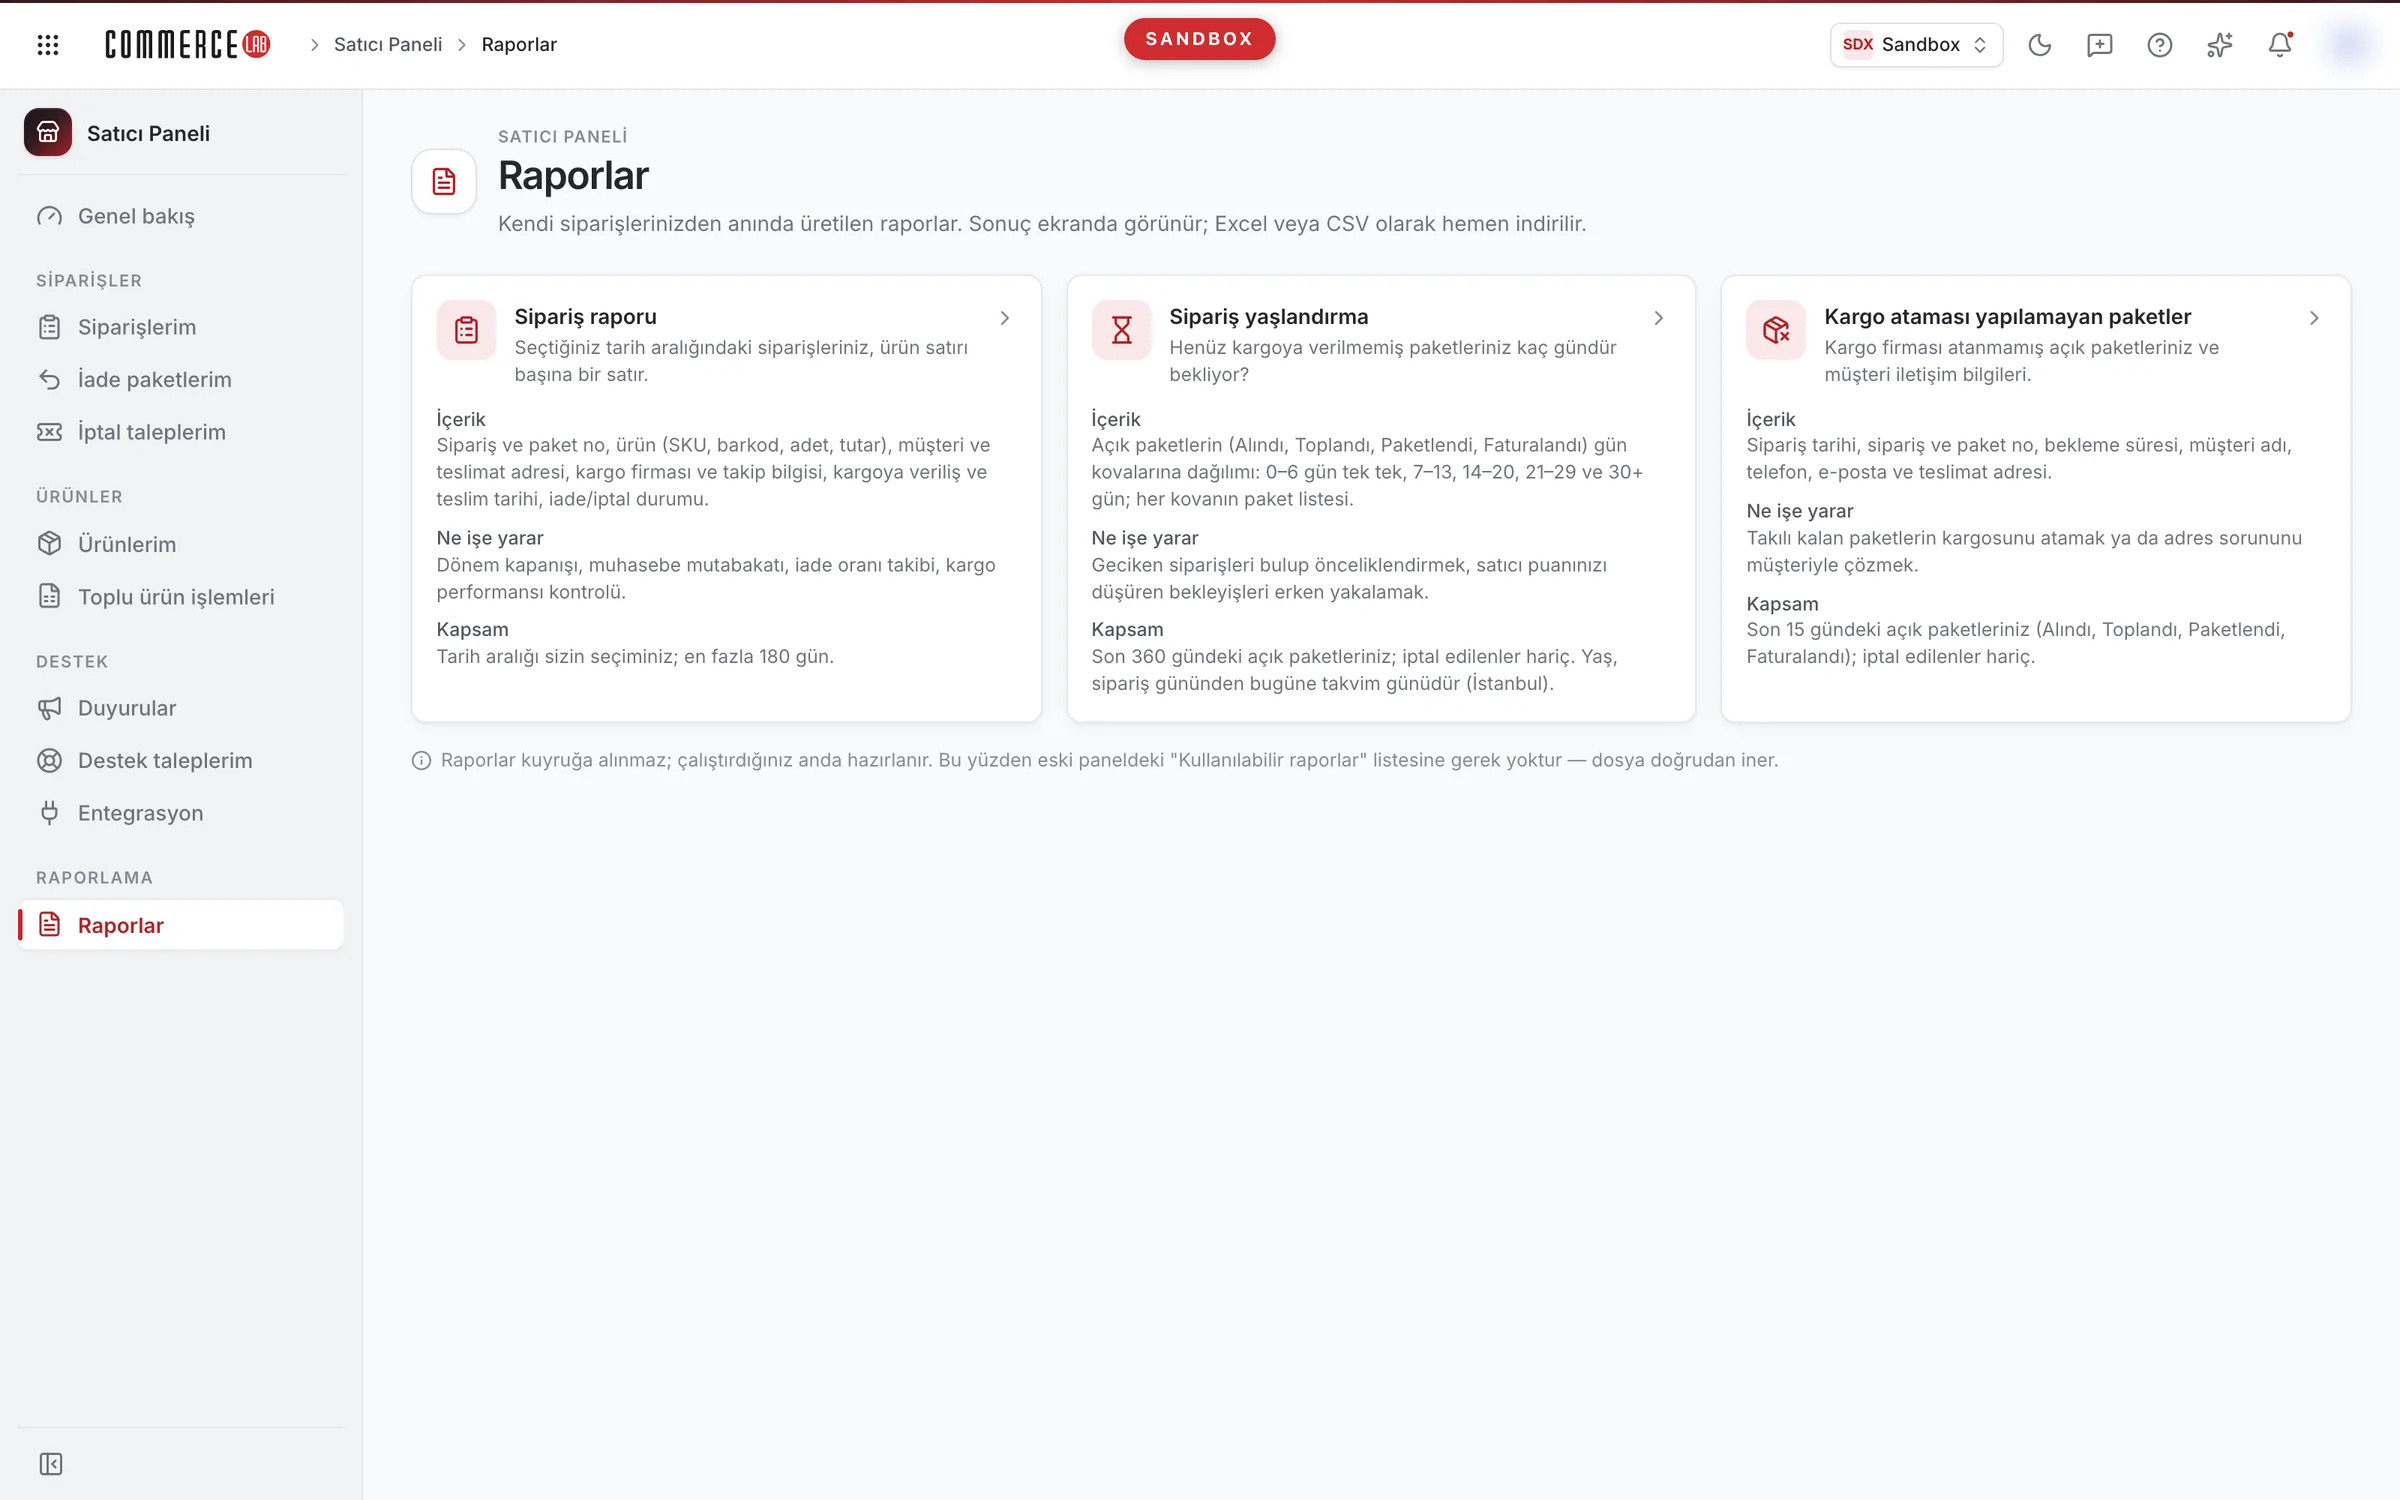 COMMERCE LAB
Satıcı Paneli
Raporlar
SANDBOX
SDX Sandbox
Satıcı Paneli
Genel bakış
SİPARİŞLER
Siparişlerim
İade paketlerim
İptal taleplerim
ÜRÜNLER
Ürünlerim
Toplu ürün işlemleri
DESTEK
Duyurular
Destek taleplerim
Entegrasyon
RAPORLAMA
Raporlar
SATICI PANELİ
Raporlar
Kendi siparişlerinizden anında üretilen raporlar. Sonuç ekranda görünür; Excel veya CSV olarak hemen indirilir.
Sipariş raporu
Seçtiğiniz tarih aralığındaki siparişleriniz, ürün satırı
başına bir satır.
İçerik
Sipariş ve paket no, ürün (SKU, barkod, adet, tutar), müşteri ve
teslimat adresi, kargo firması ve takip bilgisi, kargoya veriliş ve
teslim tarihi, iade/iptal durumu.
Ne işe yarar
Dönem kapanışı, muhasebe mutabakatı, iade oranı takibi, kargo
performansı kontrolü.
Kapsam
Tarih aralığı sizin seçiminiz; en fazla 180 gün.
Sipariş yaşlandırma
Henüz kargoya verilmemiş paketleriniz kaç gündür
bekliyor?
İçerik
Açık paketlerin (Alındı, Toplandı, Paketlendi, Faturalandı) gün
kovalarına dağılımı: 0–6 gün tek tek, 7–13, 14–20, 21–29 ve 30+
gün; her kovanın paket listesi.
Ne işe yarar
Geciken siparişleri bulup önceliklendirmek, satıcı puanınızı
düşüren bekleyişleri erken yakalamak.
Kapsam
Son 360 gündeki açık paketleriniz; iptal edilenler hariç. Yaş,
sipariş gününden bugüne takvim günüdür (İstanbul).
Kargo ataması yapılamayan paketler
Kargo firması atanmamış açık paketleriniz ve
müşteri iletişim bilgileri.
İçerik
Sipariş tarihi, sipariş ve paket no, bekleme süresi, müşteri adı,
telefon, e-posta ve teslimat adresi.
Ne işe yarar
Takılı kalan paketlerin kargosunu atamak ya da adres sorununu
müşteriyle çözmek.
Kapsam
Son 15 gündeki açık paketleriniz (Alındı, Toplandı, Paketlendi,
Faturalandı); iptal edilenler hariç.
Raporlar kuyruğa alınmaz; çalıştırdığınız anda hazırlanır. Bu yüzden eski paneldeki "Kullanılabilir raporlar" listesine gerek yoktur — dosya doğrudan iner.